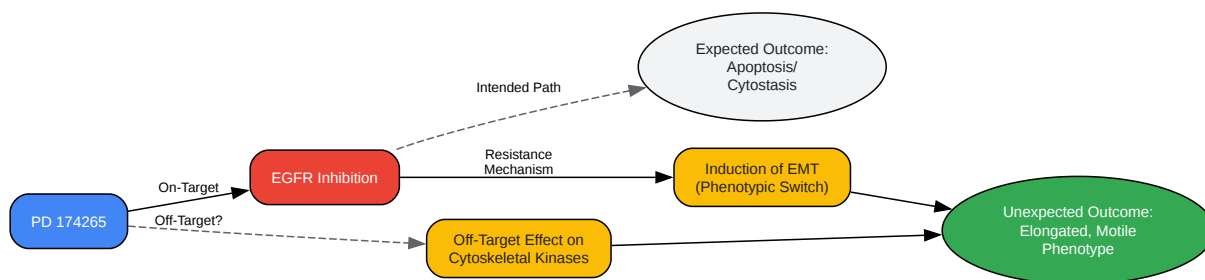 Expected Outcome:
Apoptosis/
Cytostasis
Intended Path
Resistance
Mechanism
EGFR Inhibition
Induction of EMT
(Phenotypic Switch)
On-Target
PD 174265
Off-Target?
Off-Target Effect on
Cytoskeletal Kinases
Unexpected Outcome:
Elongated, Motile
Phenotype